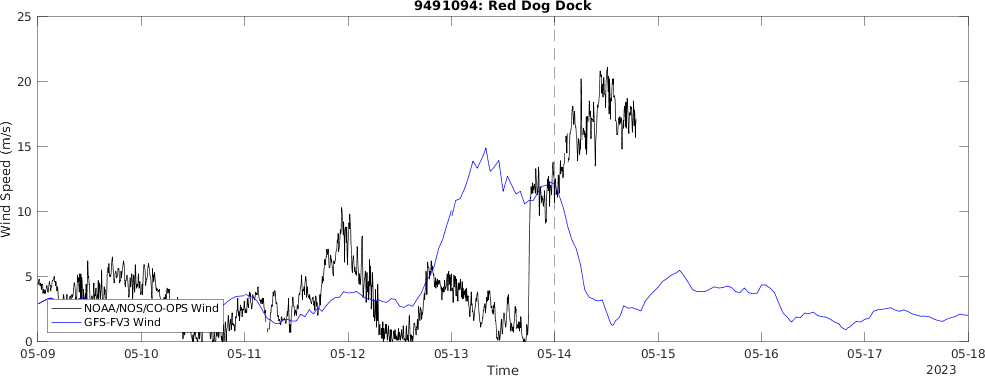 9491094: Red Dog Dock
25
20
15
10
5
0
Wind Speed (m/s)
NOAA/NOS/CO-OPS Wind
GFS-FV3 Wind
05-09 05-10 05-11 05-12 05-13 05-14 05-15 05-16 05-17 05-18
Time
2023